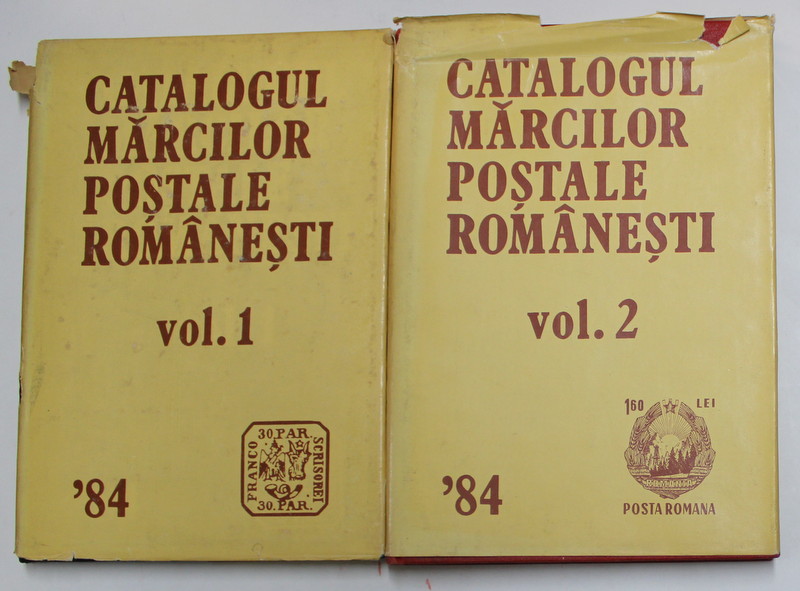 CATALOGUL
MĂRCILOR
POȘTALE
ROMÂNEȘTI
vol. 1
'84
30.PAR.
FRANCO
SCRISOREI
30.PAR.
CATALOGUL
MĂRCILOR
POȘTALE
ROMÂNEȘTI
vol. 2
'84
160 LEI
ROMANIA
POSTA ROMANA